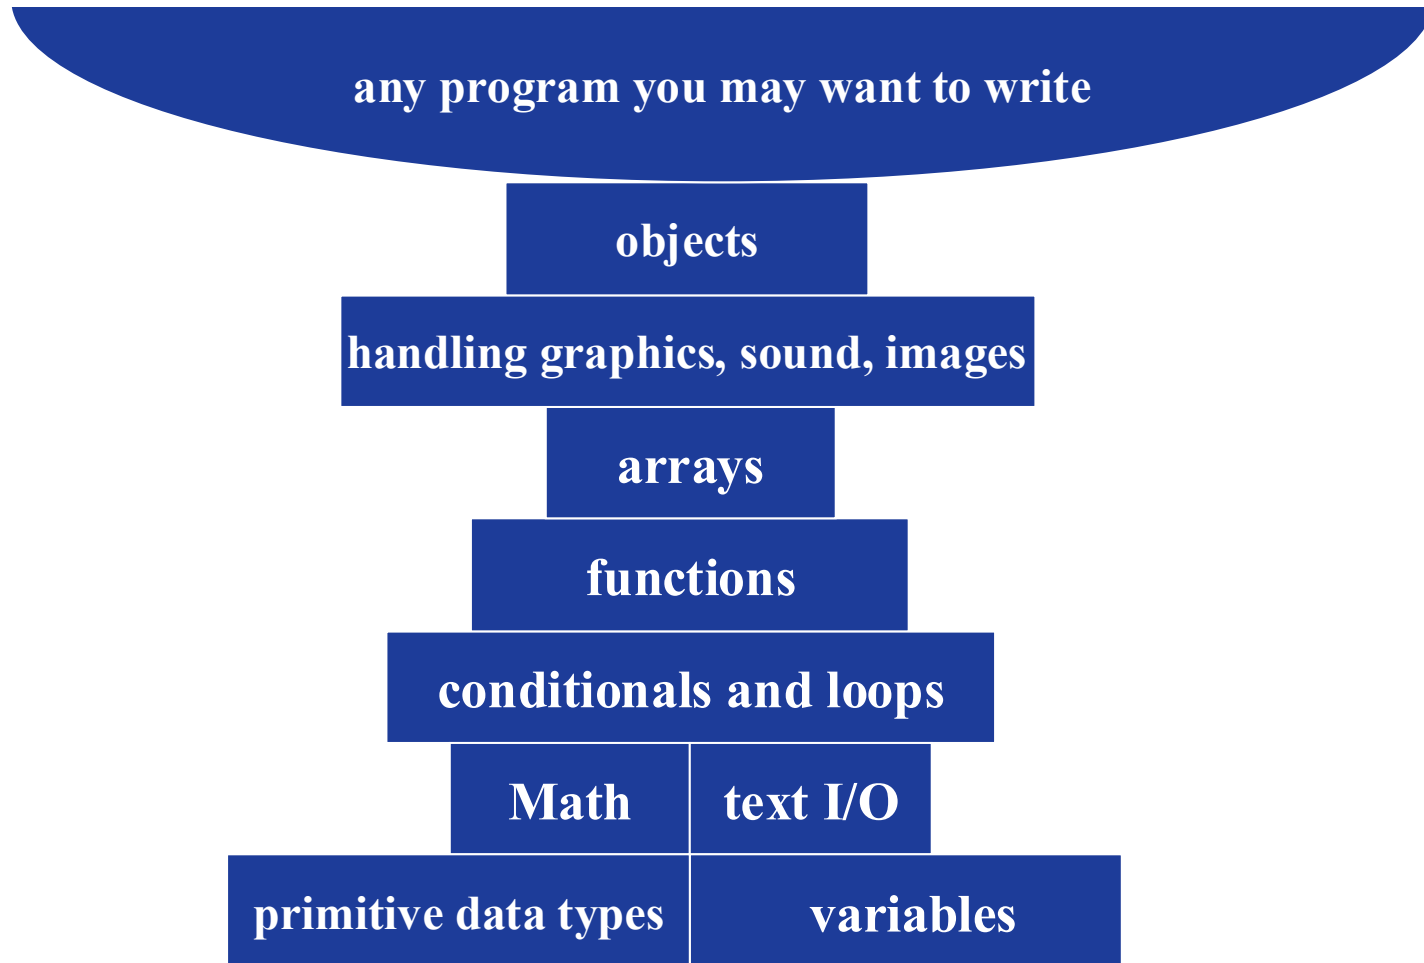 any program you may want to write
objects
handling graphics, sound, images
arrays
functions
conditionals and loops
Math
text I/O
primitive data types
variables